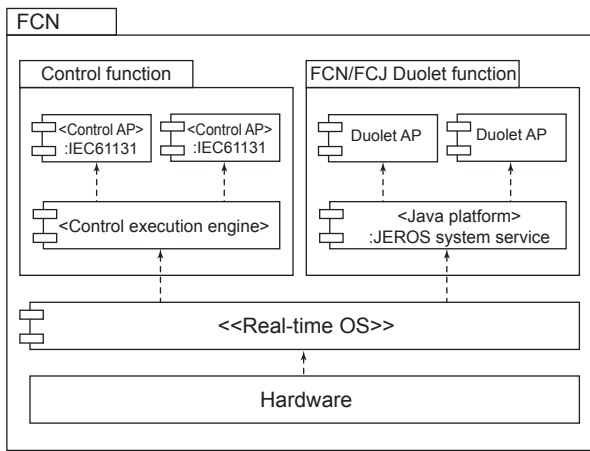 FCN
Control function
FCN/FCJ Duolet function
<Control AP>
:IEC61131
<Control AP>
:IEC61131
Duolet AP
Duolet AP
<Control execution engine>
<Java platform>
:JEROS system service
<<Real-time OS>>
Hardware